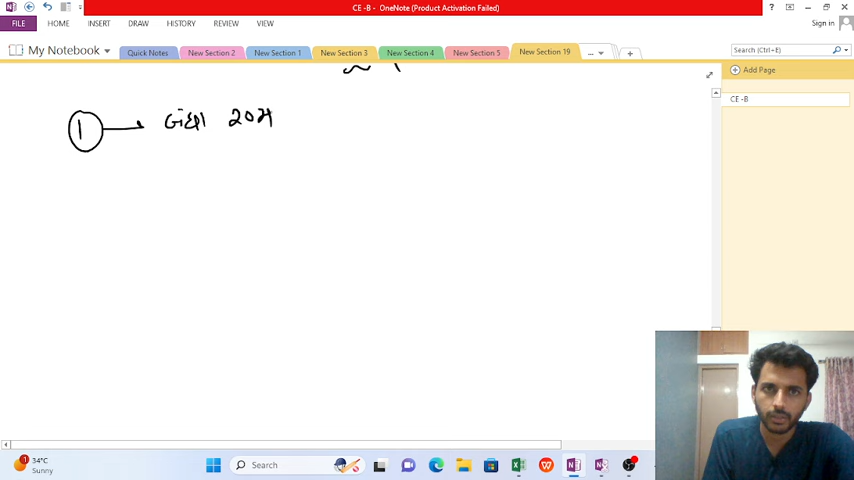 CE -B - OneNote (Product Activation Failed)
FILE HOME INSERT DRAW HISTORY REVIEW VIEW Sign in
My Notebook Quick Notes New Section 2 New Section 1 New Section 3 New Section 4 New Section 5 New Section 19 ... + Search (Ctrl+E)
Add Page
CE -B
1
34°C
Sunny
Search